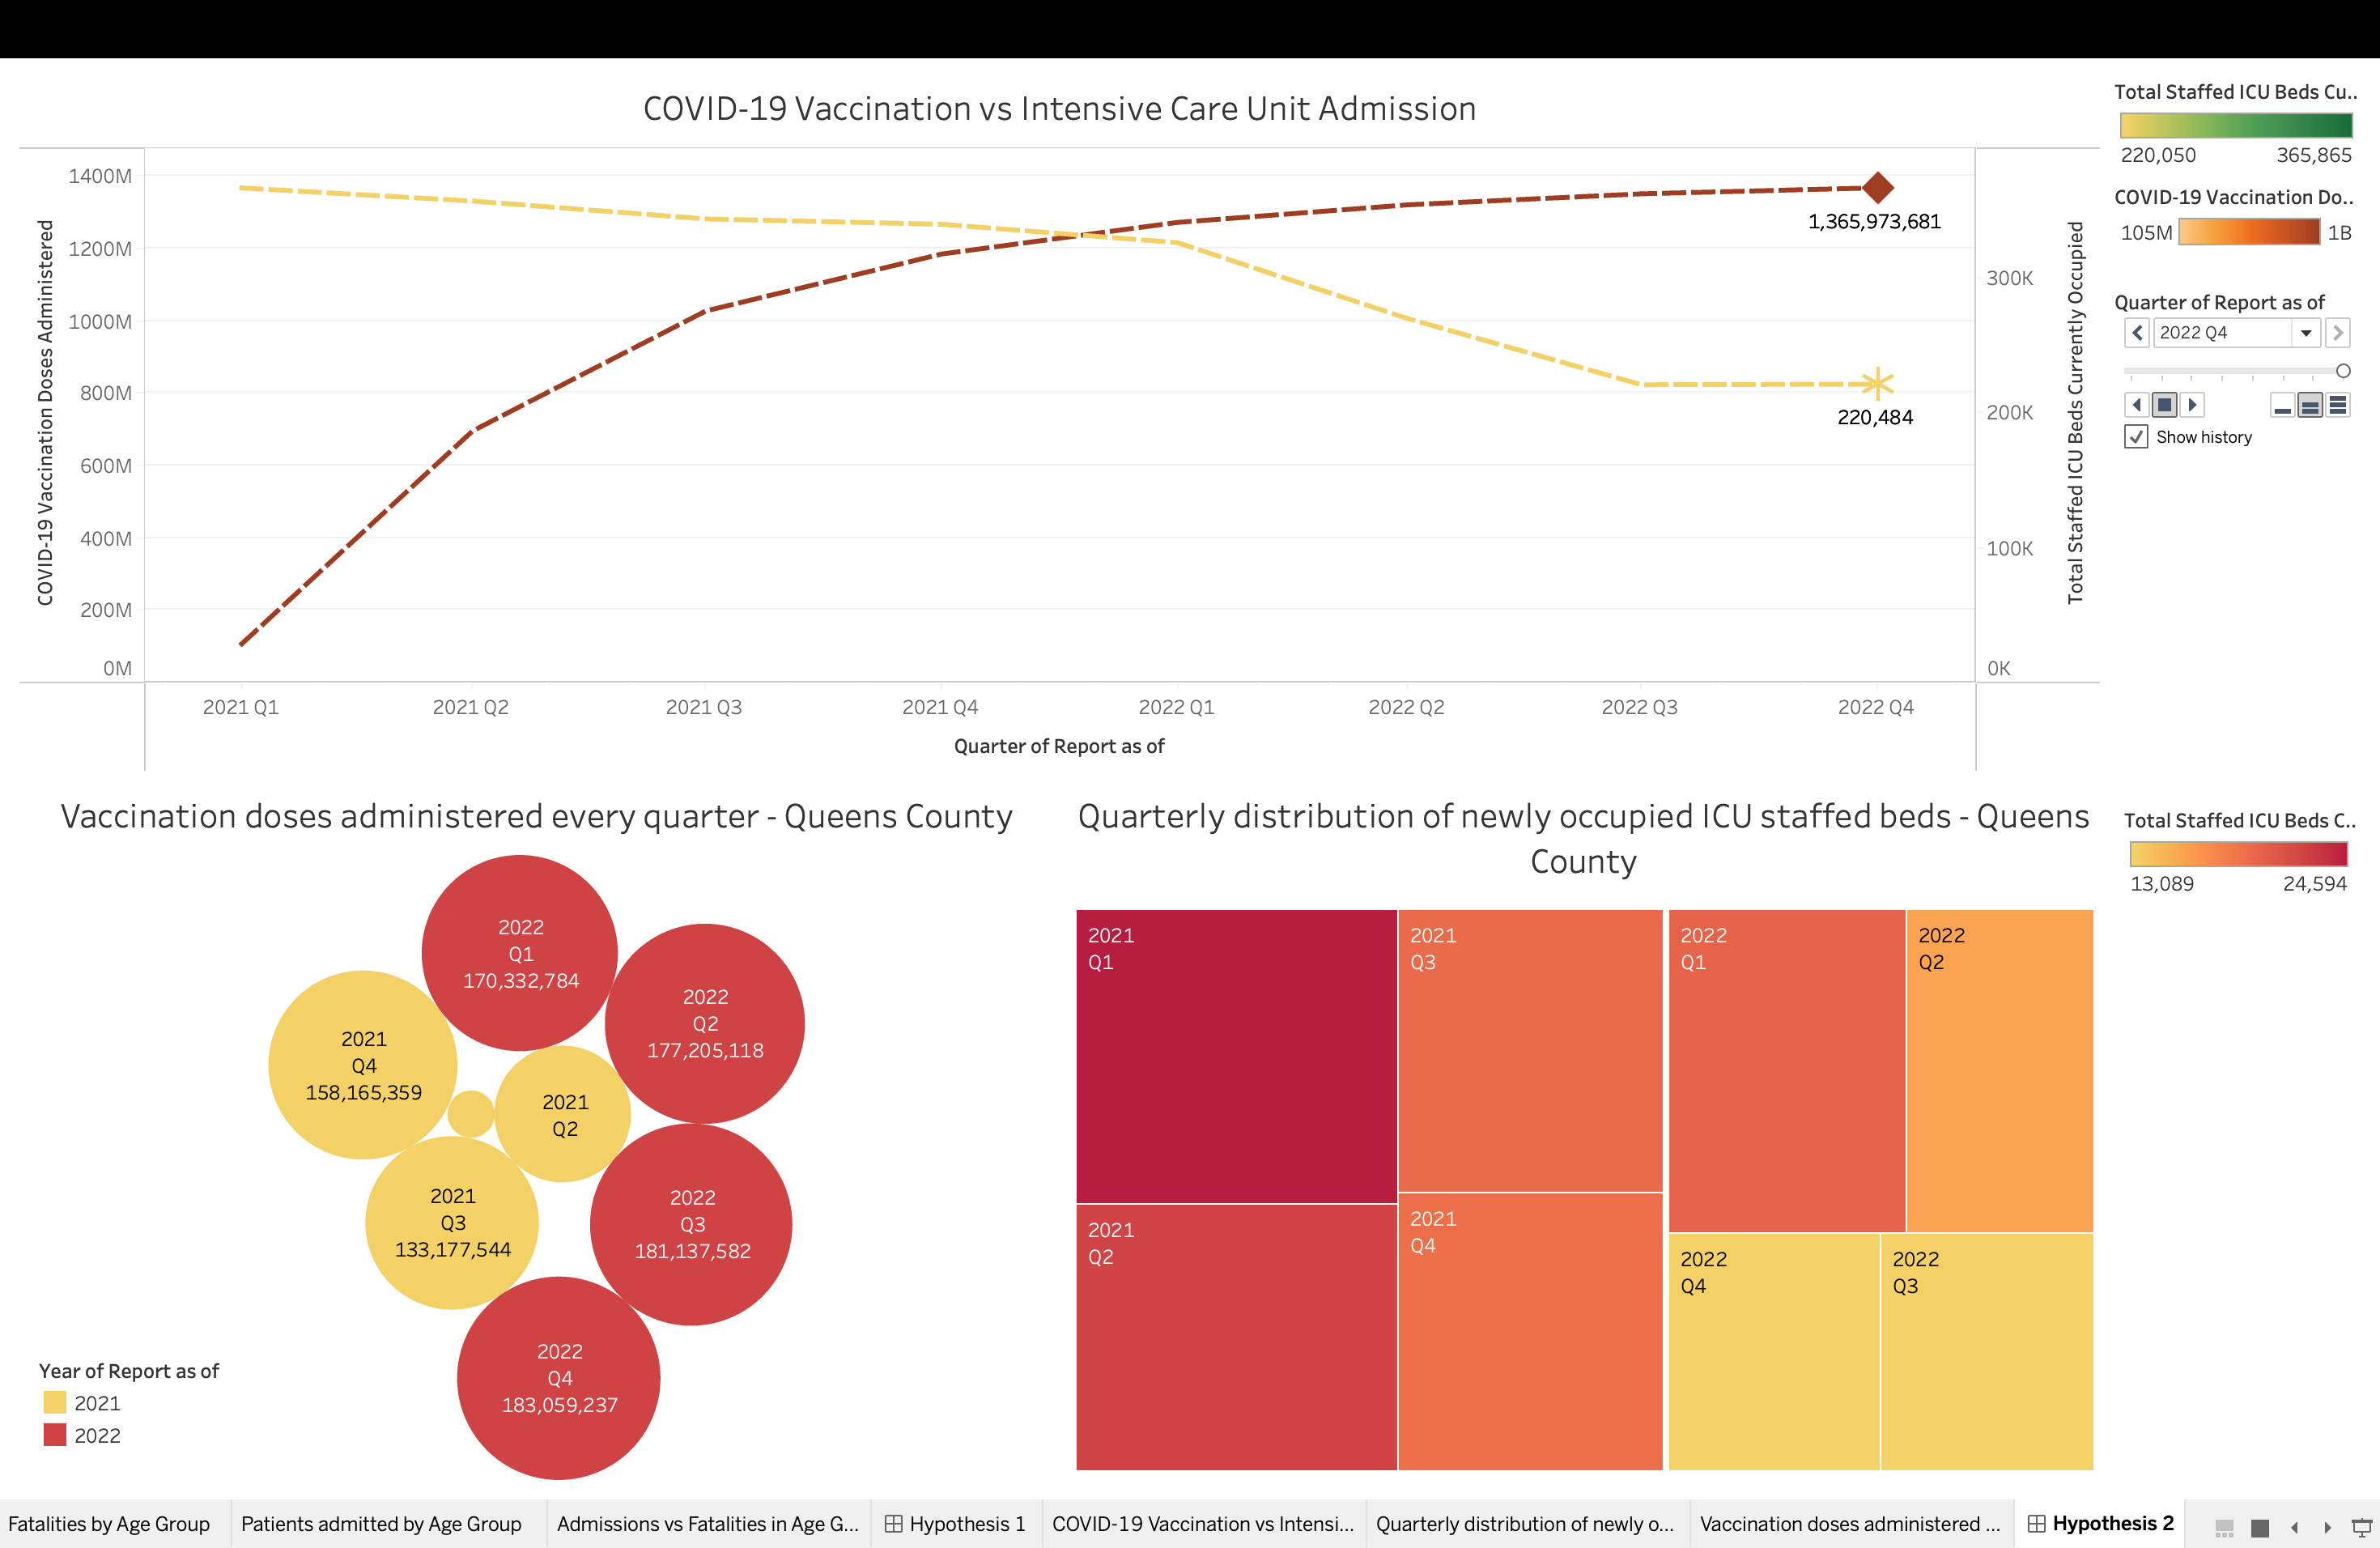 COVID-19 Vaccination vs Intensive Care Unit Admission
COVID-19 Vaccination Doses Administered
1400M
1200M
1000M
800M
600M
400M
200M
0M
1,365,973,681
220,484
300K
200K
100K
0K
Total Staffed ICU Beds Currently Occupied
2021 Q1
2021 Q2
2021 Q3
2021 Q4
2022 Q1
2022 Q2
2022 Q3
2022 Q4
Quarter of Report as of
Total Staffed ICU Beds Cu..
220,050
365,865
COVID-19 Vaccination Do..
105M
1B
Quarter of Report as of
2022 Q4
Show history
Vaccination doses administered every quarter - Queens County
2022
Q1
170,332,784
2022
Q2
177,205,118
2021
Q4
158,165,359
2021
Q2
2021
Q3
133,177,544
2022
Q3
181,137,582
2022
Q4
183,059,237
Year of Report as of
2021
2022
Quarterly distribution of newly occupied ICU staffed beds - Queens
County
2021
Q1
2021
Q3
2022
Q1
2022
Q2
2021
Q2
2021
Q4
2022
Q4
2022
Q3
Total Staffed ICU Beds C..
13,089
24,594
Fatalities by Age Group
Patients admitted by Age Group
Admissions vs Fatalities in Age G...
Hypothesis 1
COVID-19 Vaccination vs Intensi...
Quarterly distribution of newly o...
Vaccination doses administered ...
Hypothesis 2